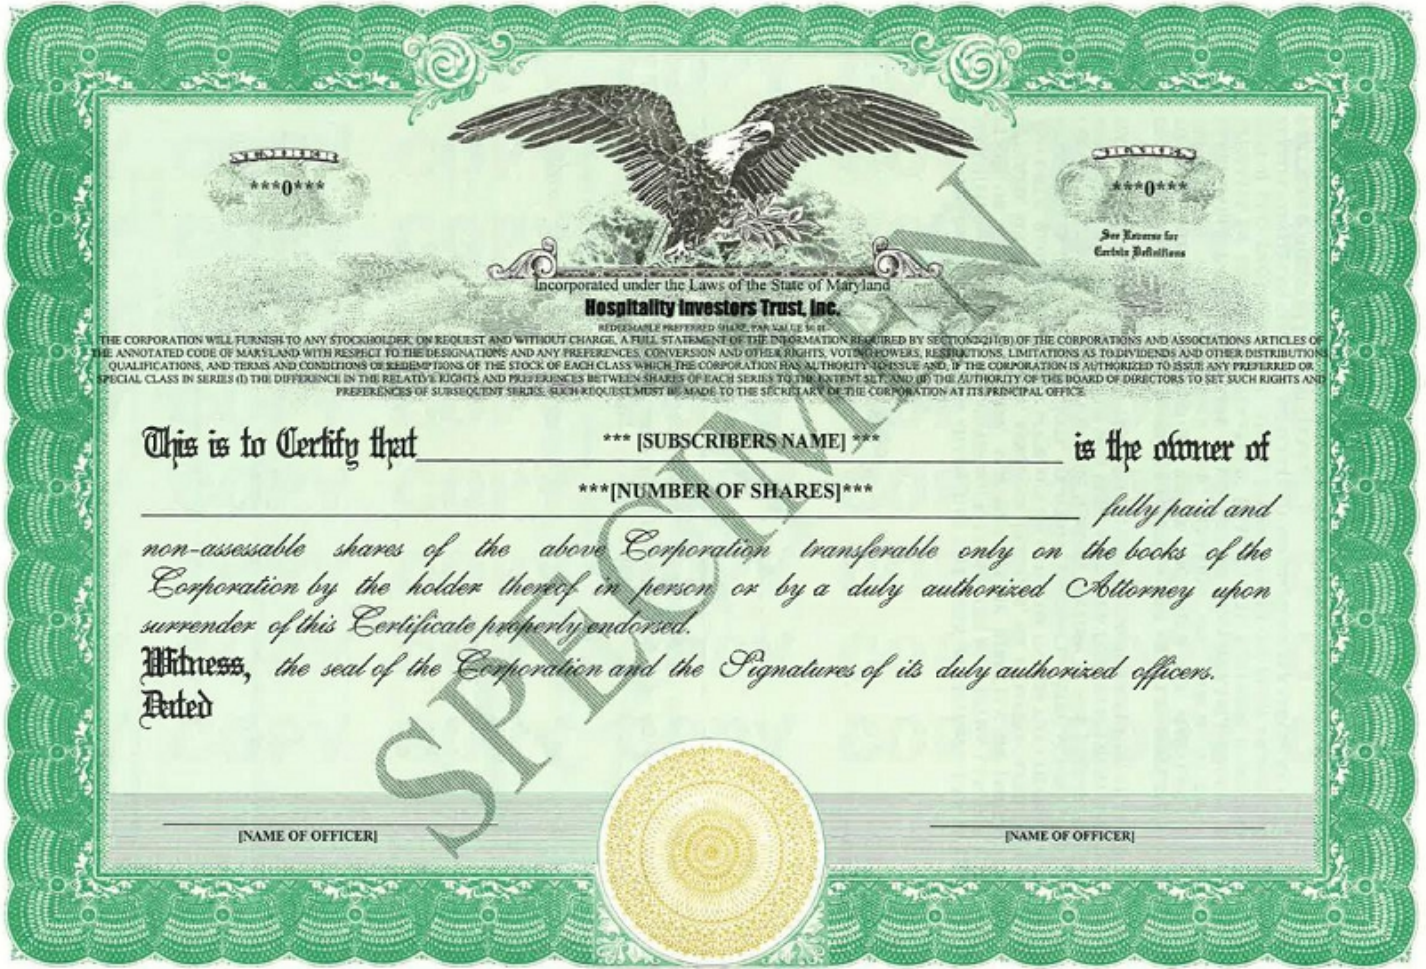 ***0***
***0***
See Reverse for
Certain Definitions
Incorporated under the Laws of the State of Maryland
Hospitality Investors Trust, Inc.
REDEEMABLE PREFERRED SHARE, PAR VALUE $0.01
THE CORPORATION WILL FURNISH TO ANY STOCKHOLDER, ON REQUEST AND WITHOUT CHARGE, A FULL STATEMENT OF THE INFORMATION REQUIRED BY SECTION 2-211(B) OF THE CORPORATIONS AND ASSOCIATIONS ARTICLES OF
THE ANNOTATED CODE OF MARYLAND WITH RESPECT TO THE DESIGNATIONS AND ANY PREFERENCES, CONVERSION AND OTHER RIGHTS, VOTING POWERS, RESTRICTIONS, LIMITATIONS AS TO DIVIDENDS AND OTHER DISTRIBUTION
QUALIFICATIONS, AND TERMS AND CONDITIONS OF REDEMPTIONS OF THE STOCK OF EACH CLASS WHICH THE CORPORATION HAS AUTHORITY TO ISSUE AND, IF THE CORPORATION IS AUTHORIZED TO ISSUE ANY PREFERRED OR
SPECIAL CLASS IN SERIES (I) THE DIFFERENCE IN THE RELATIVE RIGHTS AND PREFERENCES BETWEEN SHARES OF EACH SERIES TO THE EXTENT SET, AND (II) THE AUTHORITY OF THE BOARD OF DIRECTORS TO SET SUCH RIGHTS AND
PREFERENCES OF SUBSEQUENT SERIES. SUCH REQUEST MUST BE MADE TO THE SECRETARY OF THE CORPORATION AT ITS PRINCIPAL OFFICE.
This is to Certify that *** [SUBSCRIBERS NAME] *** is the owner of
***[NUMBER OF SHARES]***
fully paid and
non-assessable shares of the above Corporation transferable only on the books of the
Corporation by the holder thereof in person or by a duly authorized Attorney upon
surrender of this Certificate properly endorsed.
Witness, the seal of the Corporation and the Signatures of its duly authorized officers.
Dated
SPECIMEN
[NAME OF OFFICER] [NAME OF OFFICER]